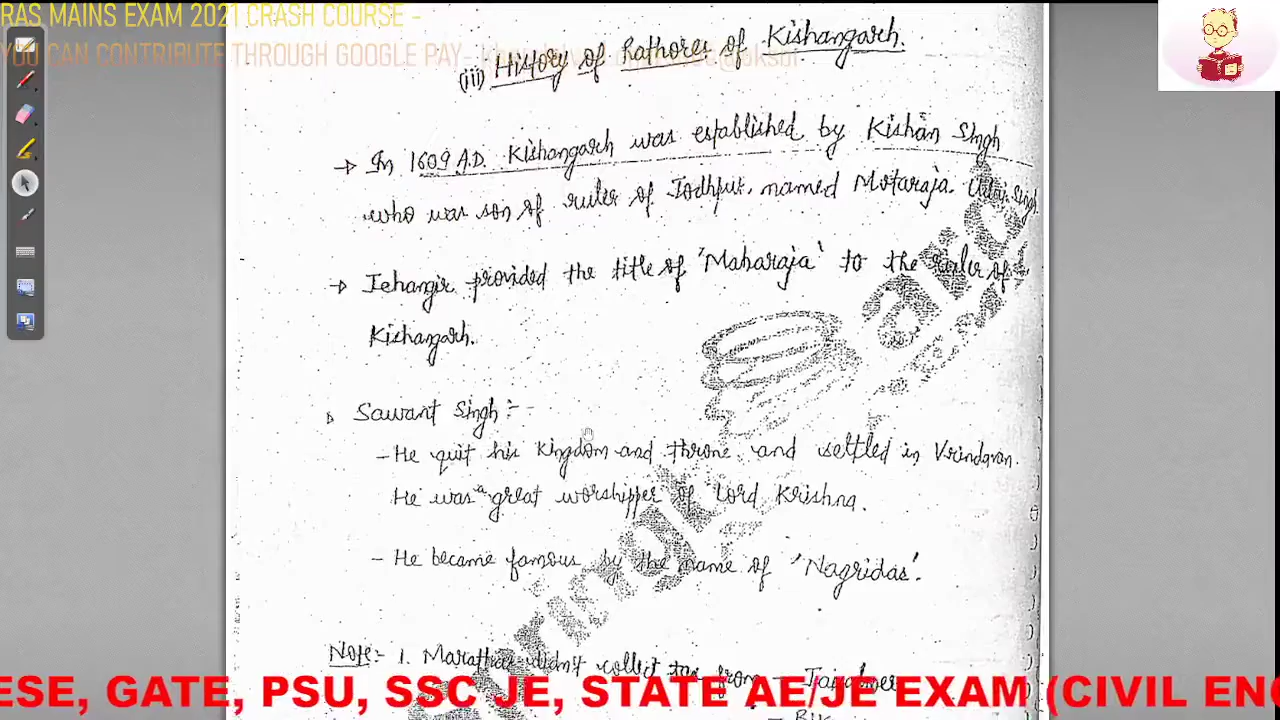 RAS MAINS EXAM 2021 CRASH COURSE -
YOU CAN CONTRIBUTE THROUGH GOOGLE PAY-
(iii) History of Rathores of Kishangarh.
→ In 1609 A.D. Kishangarh was established by Kishan Singh
who was son of ruler of Jodhpur, named Motaraja Udai Singh
→ Jehangir provided the title of 'Maharaja' to the ruler of
Kishangarh.
Sawant Singh :-
- He quit his kingdom and throne and settled in Vrindavan.
He was a great worshipper of Lord Krishna.
- He became famous by the name of 'Nagridas'.
Note:- 1. Marathas didn't collect tax from - Jaisalmer
ESE, GATE, PSU, SSC JE, STATE AE/JE EXAM (CIVIL ENG